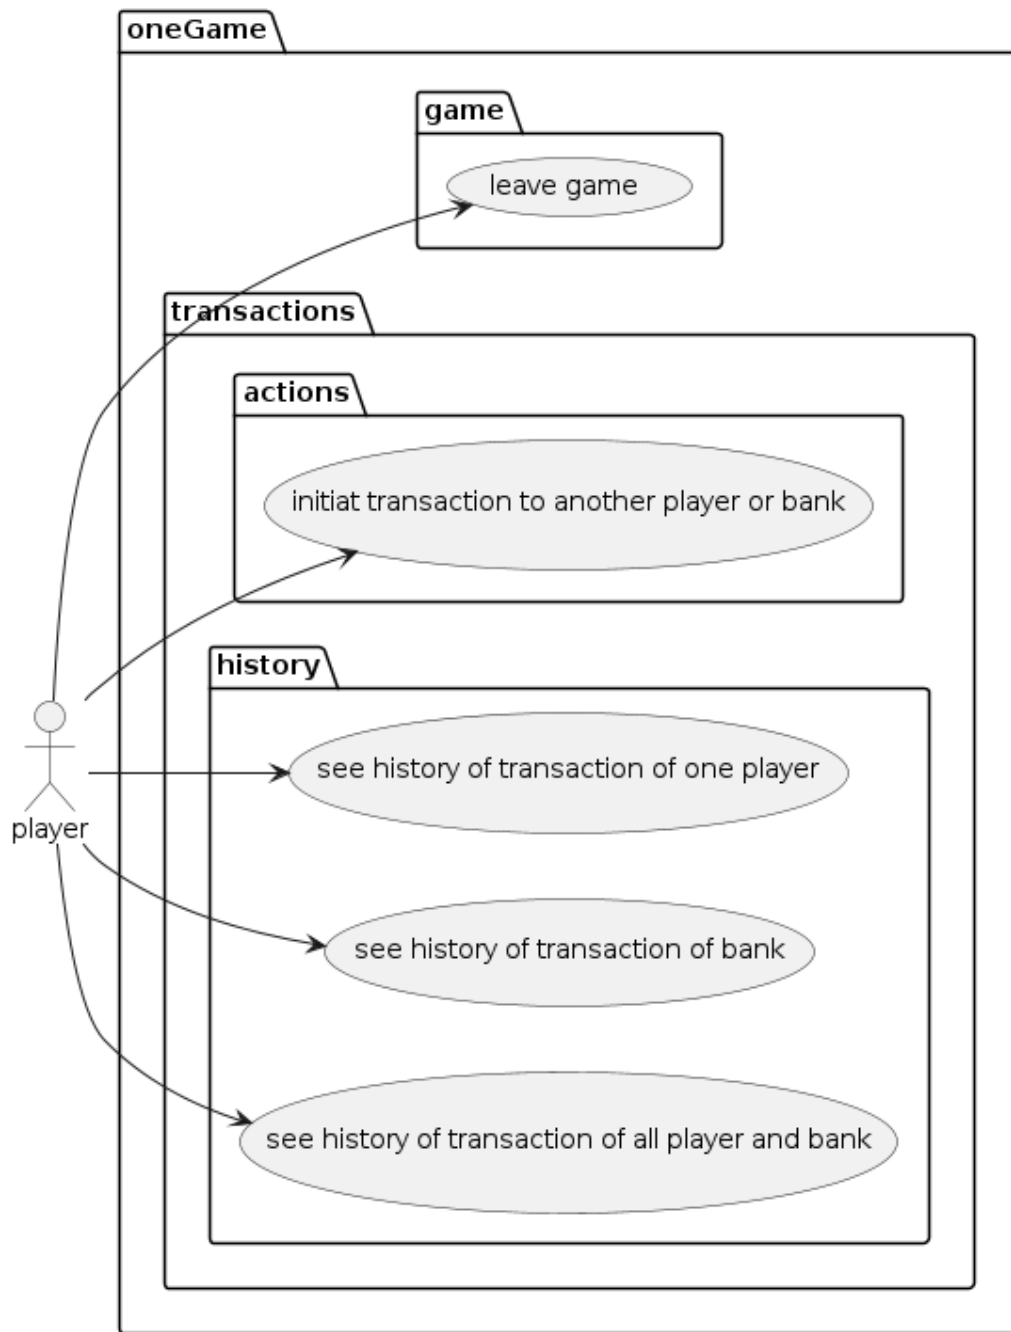 oneGame
game
leave game
transactions
actions
initiat transaction to another player or bank
history
see history of transaction of one player
player
see history of transaction of bank
see history of transaction of all player and bank